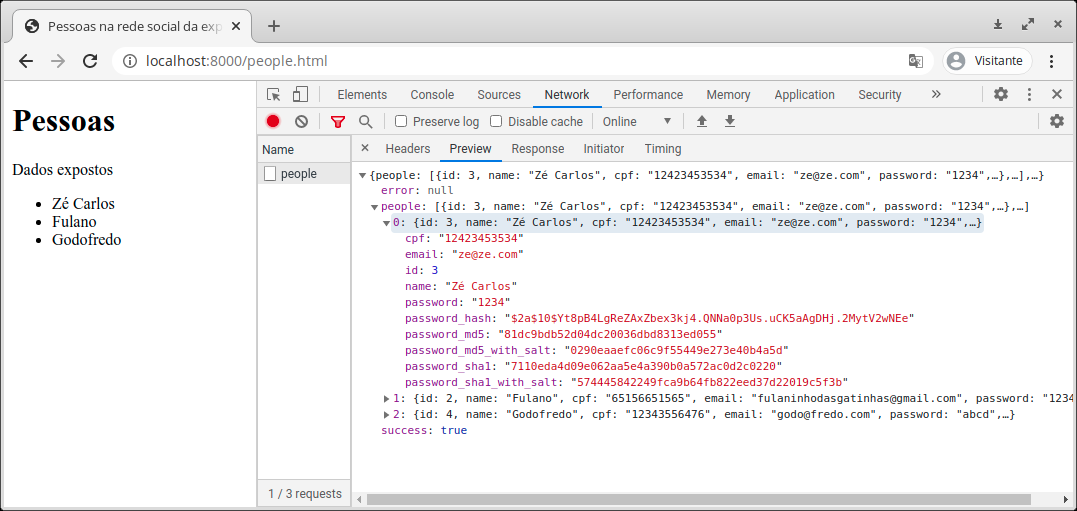 Pessoas na rede social da exp
localhost:8000/people.html
Visitante
Elements Console Sources Network Performance Memory Application Security
Preserve log Disable cache Online
Name
Headers Preview Response Initiator Timing
people
Pessoas
Dados expostos
Zé Carlos
Fulano
Godofredo
{people: [{id: 3, name: "Zé Carlos", cpf: "12423453534", email: "ze@ze.com", password: "1234",…},…],…}
error: null
people: [{id: 3, name: "Zé Carlos", cpf: "12423453534", email: "ze@ze.com", password: "1234",…},…]
0: {id: 3, name: "Zé Carlos", cpf: "12423453534", email: "ze@ze.com", password: "1234",…}
cpf: "12423453534"
email: "ze@ze.com"
id: 3
name: "Zé Carlos"
password: "1234"
password_hash: "$2a$10$Yt8pB4LgReZAxZbex3kj4.QNNa0p3Us.uCK5aAgDHj.2MytV2wNEe"
password_md5: "81dc9bdb52d04dc20036dbd8313ed055"
password_md5_with_salt: "0290eaaefc06c9f55449e273e40b4a5d"
password_sha1: "7110eda4d09e062aa5e4a390b0a572ac0d2c0220"
password_sha1_with_salt: "574445842249fca9b64fb822eed37d22019c5f3b"
1: {id: 2, name: "Fulano", cpf: "65156651565", email: "fulaninhodasgatinhas@gmail.com", password: "1234
2: {id: 4, name: "Godofredo", cpf: "12343556476", email: "godo@fredo.com", password: "abcd",…}
success: true
1 / 3 requests